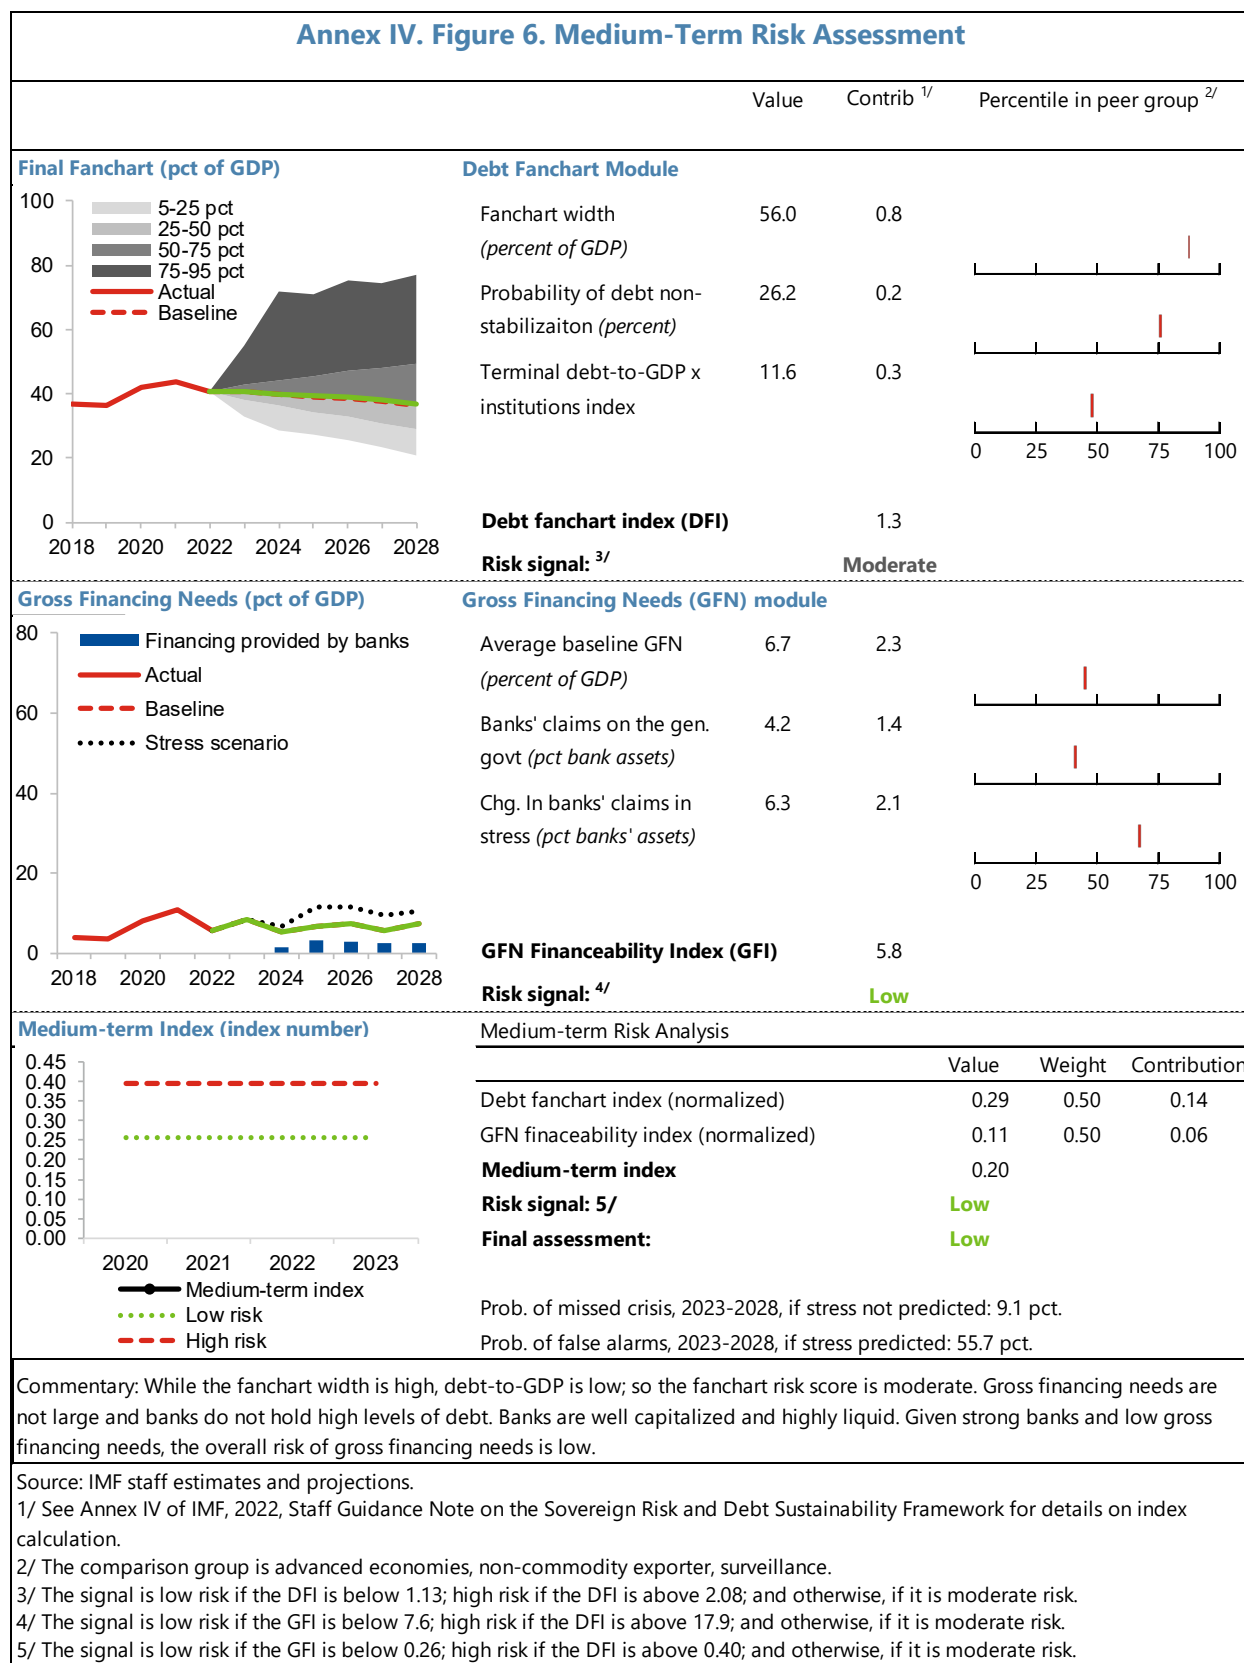 Annex IV. Figure 6. Medium-Term Risk Assessment
Value Contrib 1/ Percentile in peer group 2/
Final Fanchart (pct of GDP)
100
80
60
40
20
0
5-25 pct
25-50 pct
50-75 pct
75-95 pct
Actual
Baseline
2018 2020 2022 2024 2026 2028
Debt Fanchart Module
Fanchart width 56.0 0.8
(percent of GDP)
Probability of debt non- 26.2 0.2
stabilizaiton (percent)
Terminal debt-to-GDP x 11.6 0.3
institutions index
0 25 50 75 100
Debt fanchart index (DFI) 1.3
Risk signal: 3/ Moderate
Gross Financing Needs (pct of GDP)
80
60
40
20
0
Financing provided by banks
Actual
Baseline
Stress scenario
2018 2020 2022 2024 2026 2028
Gross Financing Needs (GFN) module
Average baseline GFN 6.7 2.3
(percent of GDP)
Banks' claims on the gen. 4.2 1.4
govt (pct bank assets)
Chg. In banks' claims in 6.3 2.1
stress (pct banks' assets)
0 25 50 75 100
GFN Financeability Index (GFI) 5.8
Risk signal: 4/ Low
Medium-term Index (index number)
0.45
0.40
0.35
0.30
0.25
0.20
0.15
0.10
0.05
0.00
2020 2021 2022 2023
Medium-term index
Low risk
High risk
Medium-term Risk Analysis
Value Weight Contribution
Debt fanchart index (normalized) 0.29 0.50 0.14
GFN finaceability index (normalized) 0.11 0.50 0.06
Medium-term index 0.20
Risk signal: 5/ Low
Final assessment: Low
Prob. of missed crisis, 2023-2028, if stress not predicted: 9.1 pct.
Prob. of false alarms, 2023-2028, if stress predicted: 55.7 pct.
Commentary: While the fanchart width is high, debt-to-GDP is low; so the fanchart risk score is moderate. Gross financing needs are
not large and banks do not hold high levels of debt. Banks are well capitalized and highly liquid. Given strong banks and low gross
financing needs, the overall risk of gross financing needs is low.
Source: IMF staff estimates and projections.
1/ See Annex IV of IMF, 2022, Staff Guidance Note on the Sovereign Risk and Debt Sustainability Framework for details on index
calculation.
2/ The comparison group is advanced economies, non-commodity exporter, surveillance.
3/ The signal is low risk if the DFI is below 1.13; high risk if the DFI is above 2.08; and otherwise, if it is moderate risk.
4/ The signal is low risk if the GFI is below 7.6; high risk if the DFI is above 17.9; and otherwise, if it is moderate risk.
5/ The signal is low risk if the GFI is below 0.26; high risk if the DFI is above 0.40; and otherwise, if it is moderate risk.